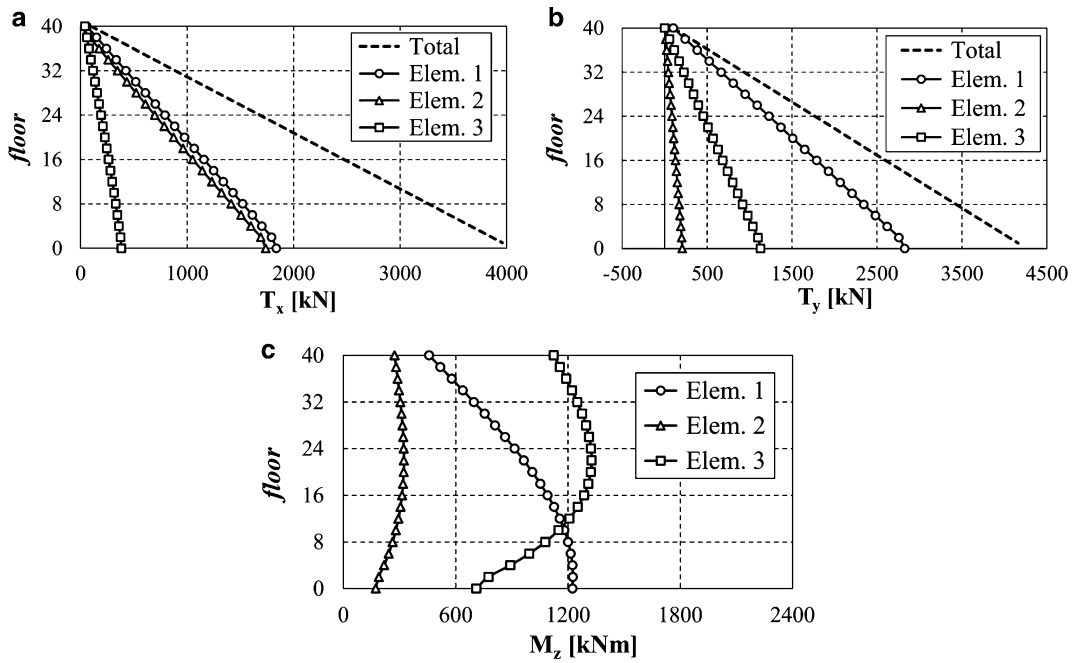 a
40
32
24
16
8
0
floor
Total
Elem. 1
Elem. 2
Elem. 3
0 1000 2000 3000 4000
Tx [kN]
b
40
32
24
16
8
0
floor
Total
Elem. 1
Elem. 2
Elem. 3
-500 500 1500 2500 3500 4500
Ty [kN]
c
40
32
24
16
8
0
floor
Elem. 1
Elem. 2
Elem. 3
0 600 1200 1800 2400
Mz [kNm]